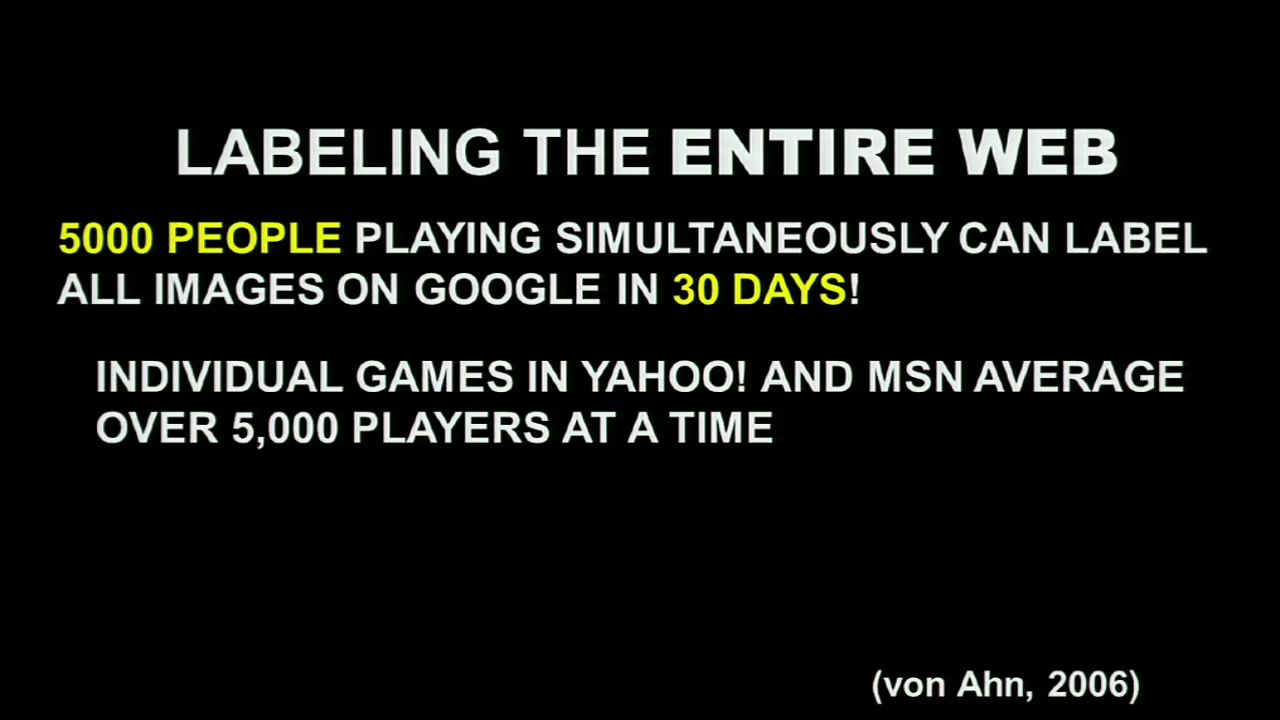 LABELING THE ENTIRE WEB
5000 PEOPLE PLAYING SIMULTANEOUSLY CAN LABEL
ALL IMAGES ON GOOGLE IN 30 DAYS!
INDIVIDUAL GAMES IN YAHOO! AND MSN AVERAGE
OVER 5,000 PLAYERS AT A TIME
(von Ahn, 2006)